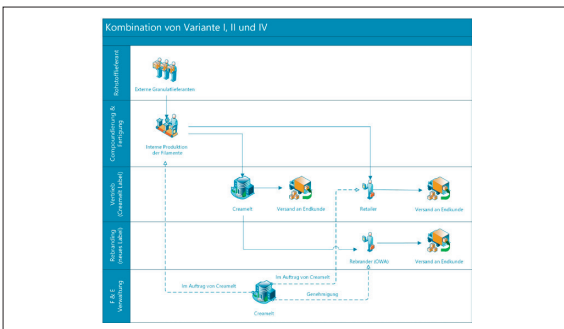 Kombination von Variante I, II und IV
Rohstofflieferant
Externe Granulatlieferanten
Compoundierung &
Fertigung
Interne Produktion
der Filamente
Vertrieb
(Creamelt Label)
Creamelt
Versand an Endkunde
Retailer
Versand an Endkunde
Rebranding
(neues Label)
Rebrander (OWA)
Versand an Endkunde
F & E
Verwaltung
Im Auftrag von Creamelt
Im Auftrag von Creamelt
Genehmigung
Creamelt